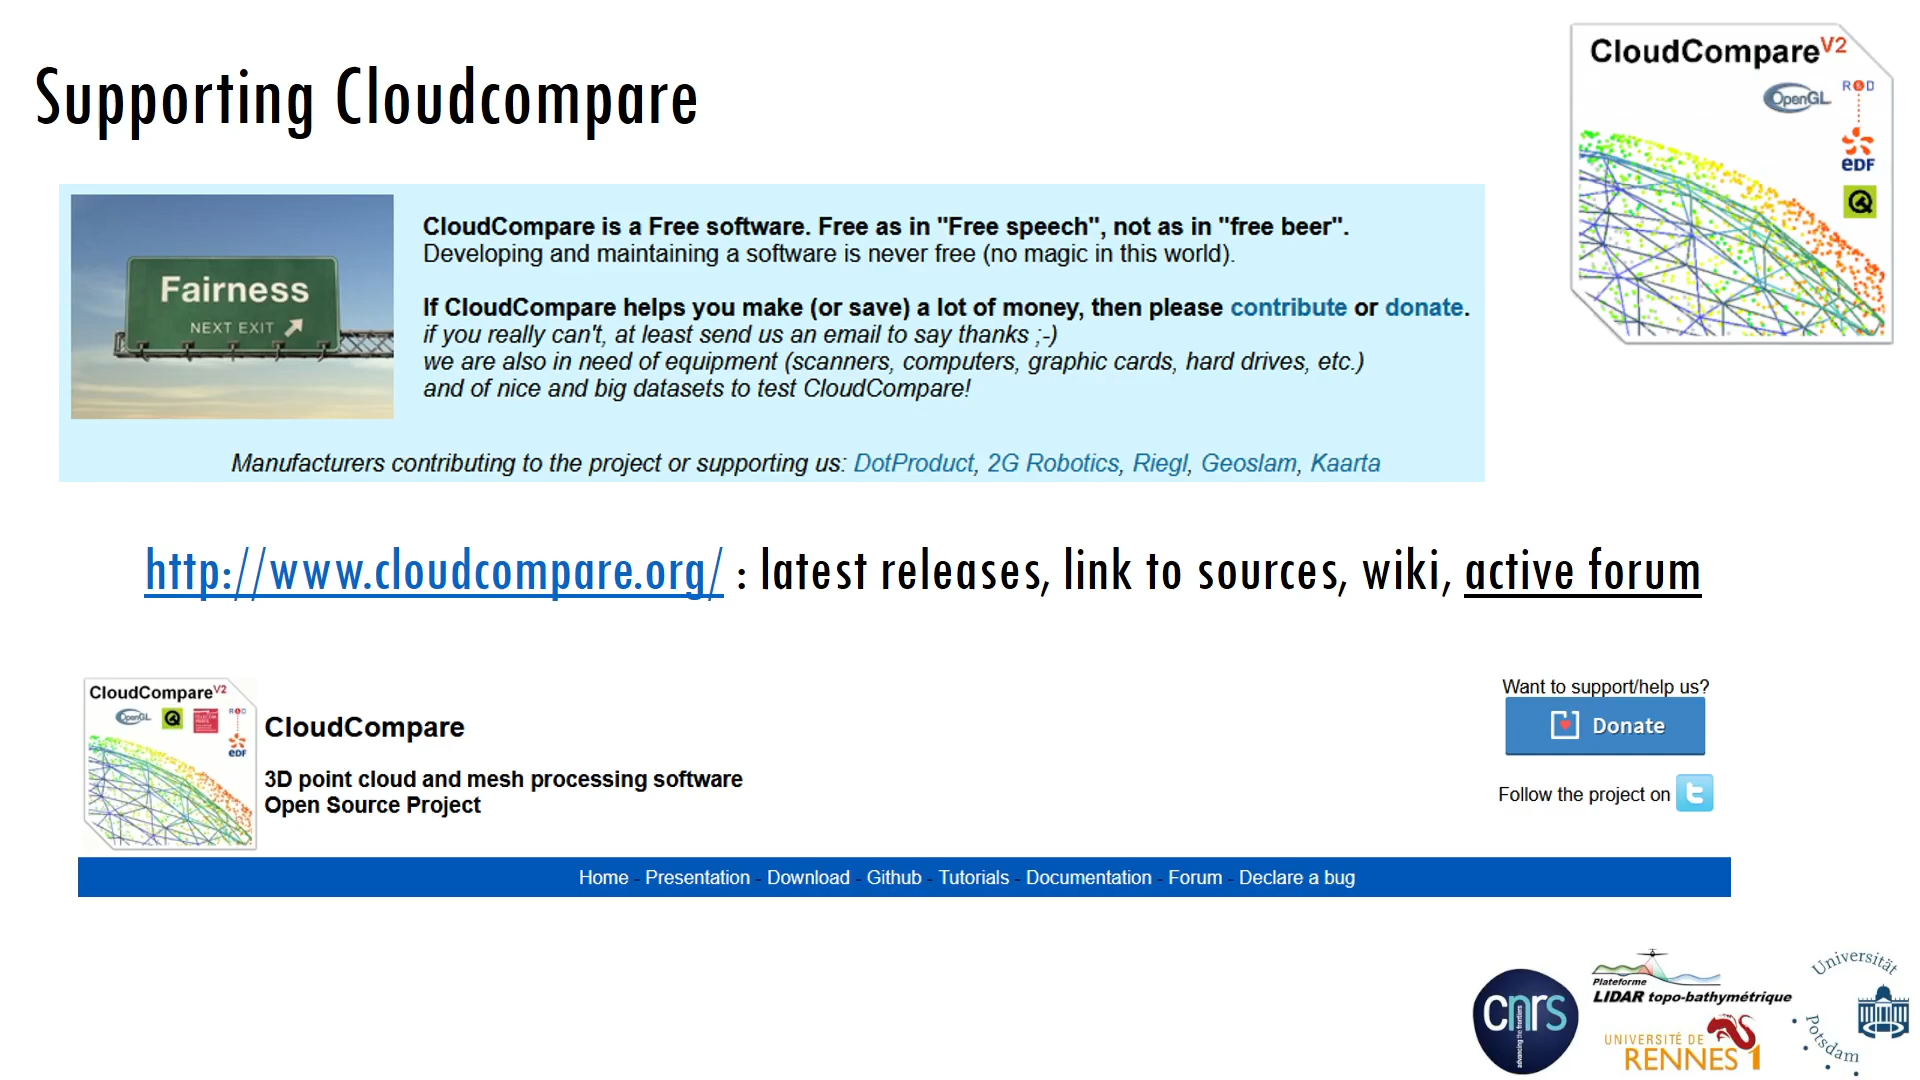 Supporting Cloudcompare
CloudCompareV2
OpenGL
R&D
eDF
Fairness
NEXT EXIT
CloudCompare is a Free software. Free as in "Free speech", not as in "free beer".
Developing and maintaining a software is never free (no magic in this world).
If CloudCompare helps you make (or save) a lot of money, then please contribute or donate.
if you really can't, at least send us an email to say thanks ;-)
we are also in need of equipment (scanners, computers, graphic cards, hard drives, etc.)
and of nice and big datasets to test CloudCompare!
Manufacturers contributing to the project or supporting us: DotProduct, 2G Robotics, Riegl, Geoslam, Kaarta
http://www.cloudcompare.org/ : latest releases, link to sources, wiki, active forum
CloudCompareV2
OpenGL
R&D
eDF
CloudCompare
3D point cloud and mesh processing software
Open Source Project
Want to support/help us?
Donate
Follow the project on
Home - Presentation - Download - Github - Tutorials - Documentation - Forum - Declare a bug
cnrs
advancing the frontiers
Plateforme
LIDAR topo-bathymétrique
UNIVERSITÉ DE
RENNES 1
Universität
Potsdam